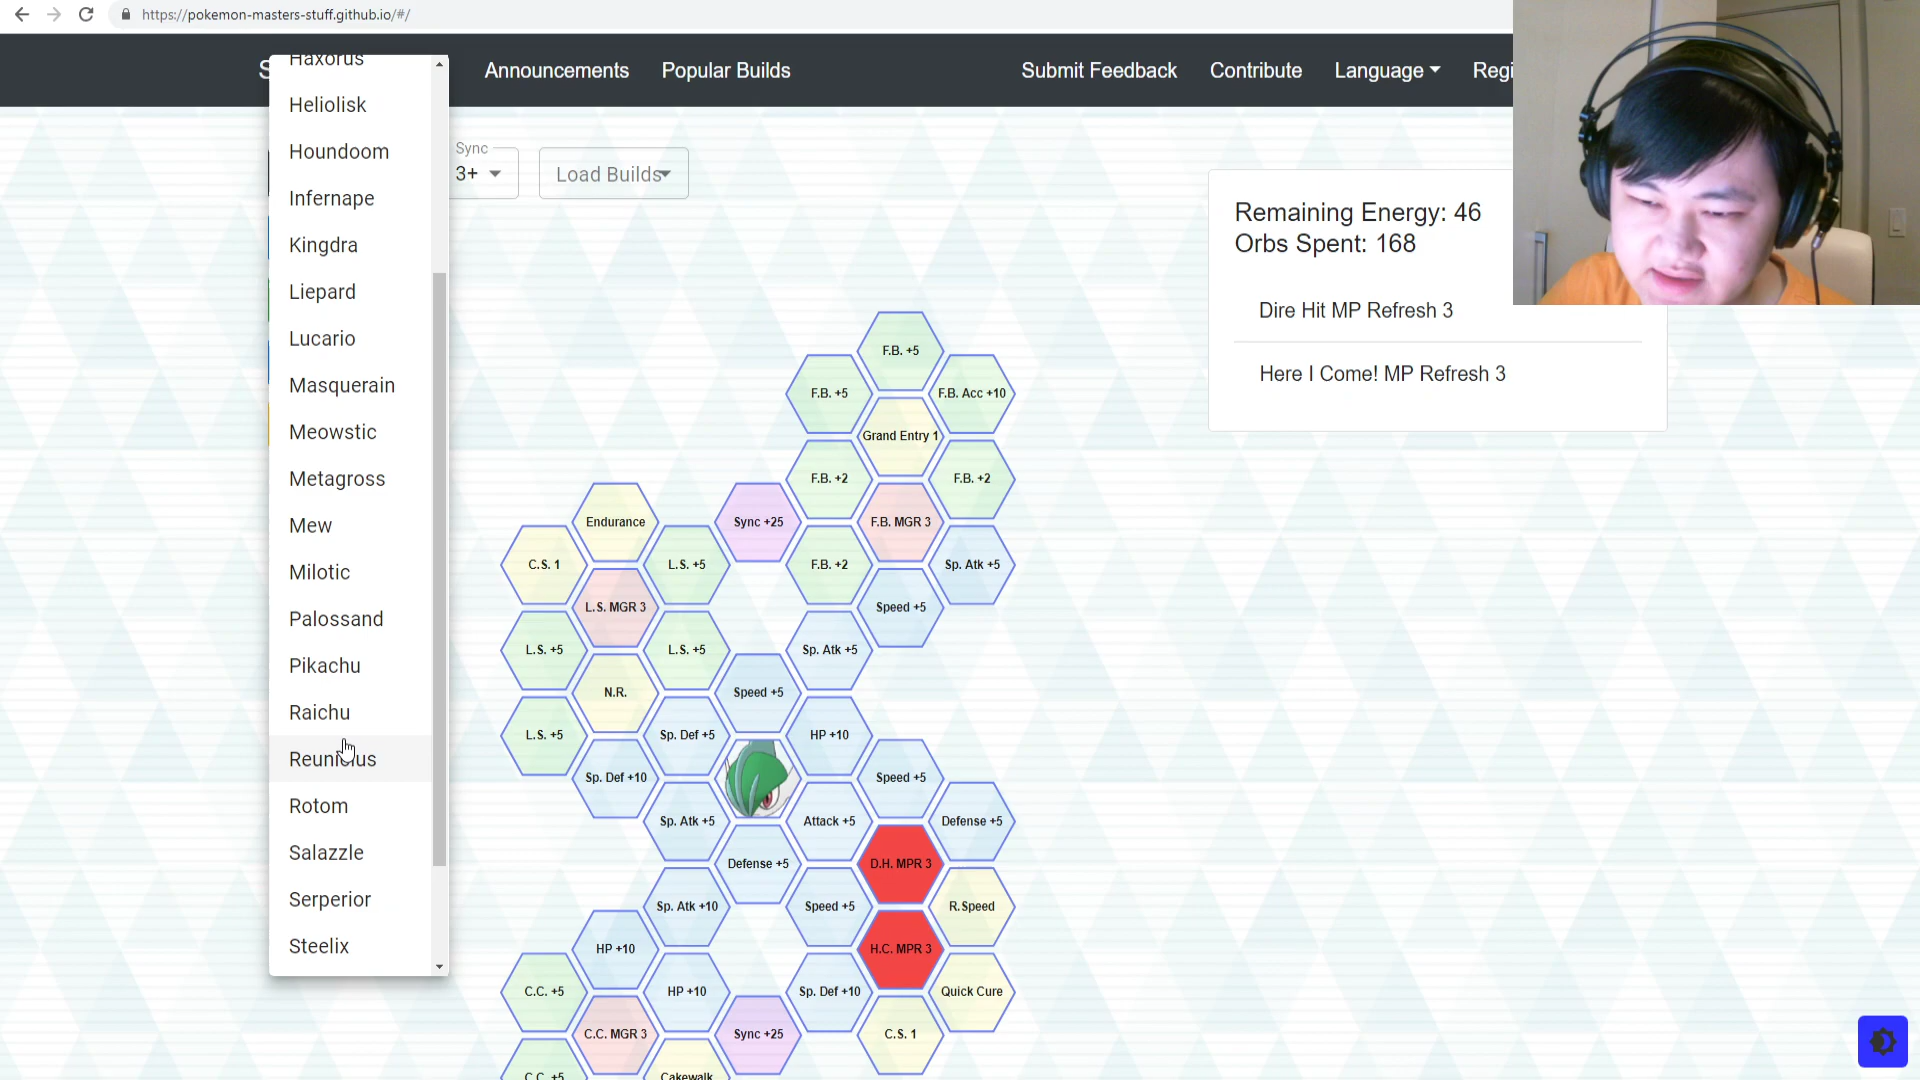 https://pokemon-masters-stuff.github.io/#/
S
Announcements
Popular Builds
Submit Feedback
Contribute
Language
Regi
Haxorus
Heliolisk
Houndoom
Infernape
Kingdra
Liepard
Lucario
Masquerain
Meowstic
Metagross
Mew
Milotic
Palossand
Pikachu
Raichu
Reuniclus
Rotom
Salazzle
Serperior
Steelix
Sync
3+
Load Builds
Remaining Energy: 46
Orbs Spent: 168
Dire Hit MP Refresh 3
Here I Come! MP Refresh 3
F.B. +5
F.B. +5
F.B. Acc +10
Grand Entry 1
F.B. +2
F.B. +2
Endurance
Sync +25
F.B. MGR 3
C.S. 1
L.S. +5
F.B. +2
Sp. Atk +5
L.S. MGR 3
Speed +5
L.S. +5
L.S. +5
Sp. Atk +5
N.R.
Speed +5
L.S. +5
Sp. Def +5
HP +10
Sp. Def +10
Speed +5
Sp. Atk +5
Attack +5
Defense +5
Defense +5
D.H. MPR 3
Sp. Atk +10
Speed +5
R.Speed
HP +10
H.C. MPR 3
C.C. +5
HP +10
Sp. Def +10
Quick Cure
C.C. MGR 3
Sync +25
C.S. 1
C.C. +5
Cakewalk